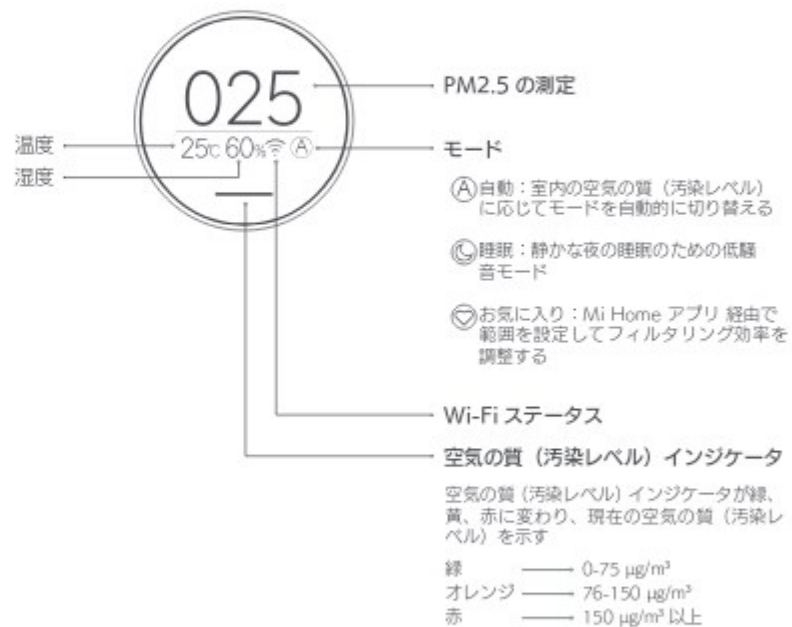 025
PM2.5 の測定
温度
25℃ 60% A
モード
湿度
A 自動：室内の空気の質（汚染レベル）
に応じてモードを自動的に切り替える
睡眠：静かな夜の睡眠のための低騒
音モード
お気に入り：Mi Home アプリ 経由で
範囲を設定してフィルタリング効率を
調整する
Wi-Fi ステータス
空気の質（汚染レベル）インジケータ
空気の質（汚染レベル）インジケータが緑、
黄、赤に変わり、現在の空気の質（汚染レ
ベル）を示す
緑 0-75 μg/m³
オレンジ 76-150 μg/m³
赤 150 μg/m³ 以上